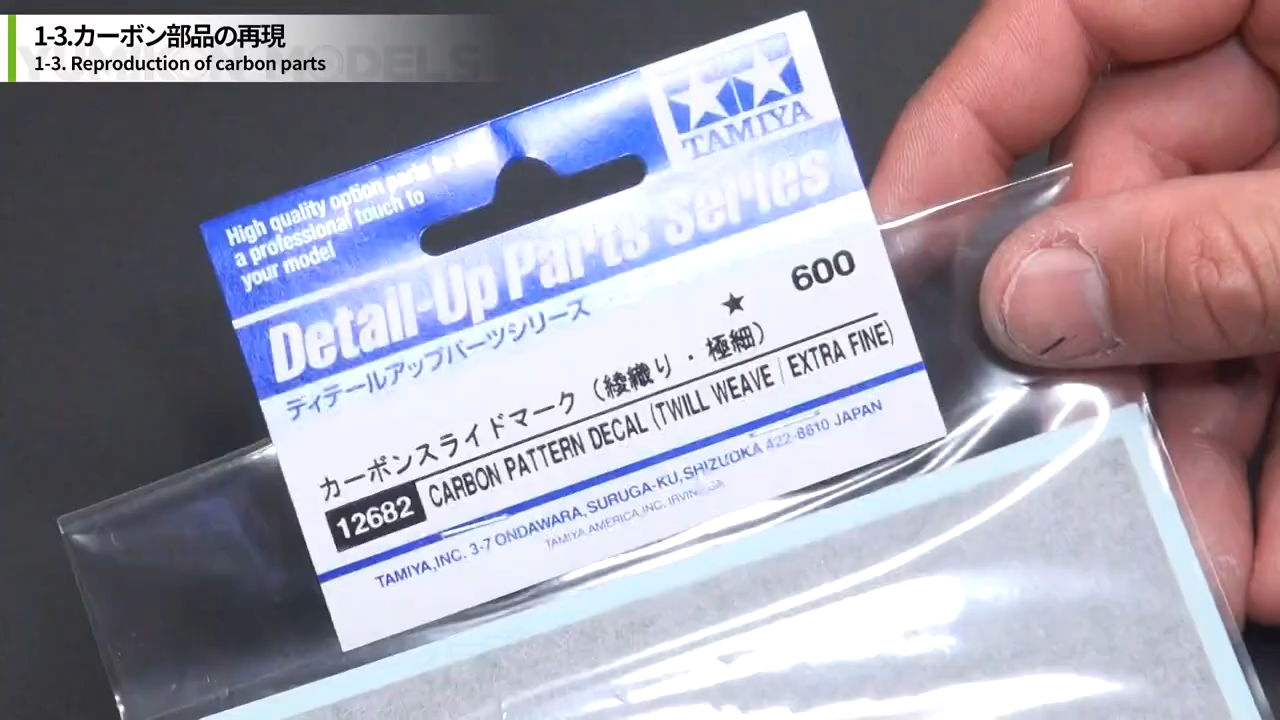 1-3.カーボン部品の再現
1-3. Reproduction of carbon parts
TAMIYA
High quality option parts to
a professional touch to
your model
Detail-Up Parts Series
ディテールアップパーツシリーズ
★ 600
カーボンスライドマーク（綾織り・極細）
12682 CARBON PATTERN DECAL (TWILL WEAVE / EXTRA FINE)
TAMIYA,INC. 3-7 ONDAWARA,SURUGA-KU,SHIZUOKA 422-8610 JAPAN
TAMIYA AMERICA,INC.